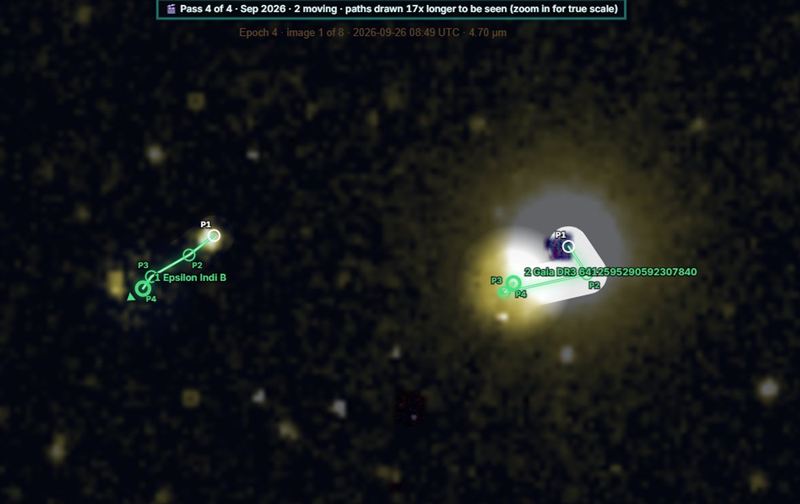 🎬 Pass 4 of 4 · Sep 2026 · 2 moving · paths drawn 17x longer to be seen (zoom in for true scale)
Epoch 4 · image 1 of 8 · 2026-09-26 08:49 UTC · 4.70 µm
P1
P2
P3
1 Epsilon Indi B
P4
P1
2 Gaia DR3 6412595290592307840
P3
P2
P4